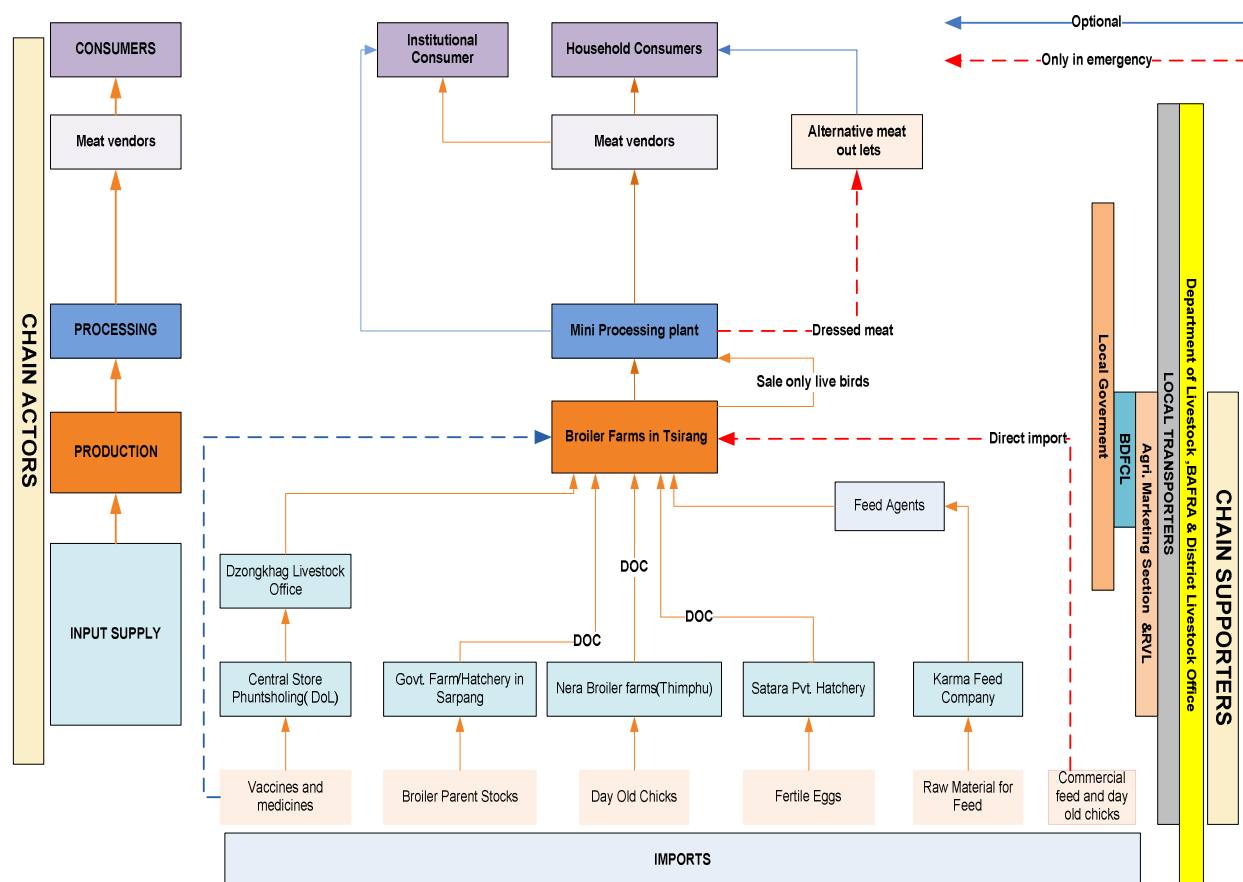 CONSUMERS
Institutional
Consumer
Household Consumers
Optional
Only in emergency
Meat vendors
Meat vendors
Alternative meat
out lets
PROCESSING
Mini Processing plant
Dressed meat
Sale only live birds
PRODUCTION
Broiler Farms in Tsirang
Direct import
Feed Agents
DOC
Dzongkhag Livestock
Office
INPUT SUPPLY
DOC
DOC
Central Store
Phuntsholing( DoL)
Govt. Farm/Hatchery in
Sarpang
Nera Broiler farms(Thimphu)
Satara Pvt. Hatchery
Karma Feed
Company
Vaccines and
medicines
Broiler Parent Stocks
Day Old Chicks
Fertile Eggs
Raw Material for
Feed
Commercial
feed and day
old chicks
IMPORTS
CHAIN ACTORS
Local Goverment
BDFCL
Agri. Marketing Section &RVL
LOCAL TRANSPORTERS
Department of Livestock ,BAFRA & District Livestock Office
CHAIN SUPPORTERS